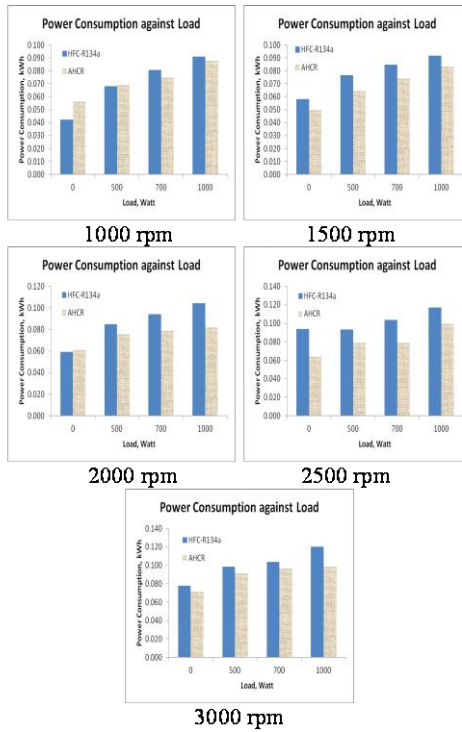 Power Consumption against Load
Power Consumption, kWh
0.100
0.090
0.080
0.070
0.060
0.050
0.040
0.030
0.020
0.010
0.000
HFC-R134a
AHCR
0 500 700 1000
Load, Watt
1000 rpm
Power Consumption against Load
Power Consumption, kWh
0.100
0.090
0.080
0.070
0.060
0.050
0.040
0.030
0.020
0.010
0.000
HFC-R134a
AHCR
0 500 700 1000
Load, Watt
1500 rpm
Power Consumption against Load
Power Consumption, kWh
0.120
0.100
0.080
0.060
0.040
0.020
0.000
HFC-R134a
AHCR
0 500 700 1000
Load, Watt
2000 rpm
Power Consumption against Load
Power Consumption, kWh
0.140
0.120
0.100
0.080
0.060
0.040
0.020
0.000
HFC-R134a
AHCR
0 500 700 1000
Load, Watt
2500 rpm
Power Consumption against Load
Power Consumption, kWh
0.140
0.120
0.100
0.080
0.060
0.040
0.020
0.000
HFC-R134a
AHCR
0 500 700 1000
Load, Watt
3000 rpm